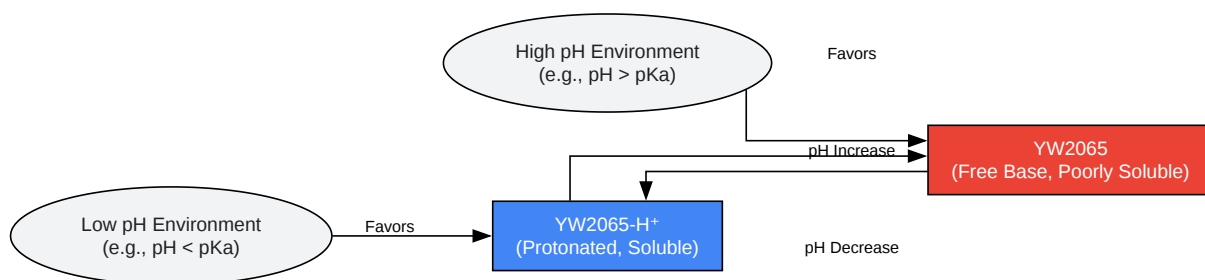 High pH Environment
(e.g., pH > pKa)
Favors
pH Increase
YW2065
(Free Base, Poorly Soluble)
Low pH Environment
(e.g., pH < pKa)
Favors
YW2065-H⁺
(Protonated, Soluble)
pH Decrease